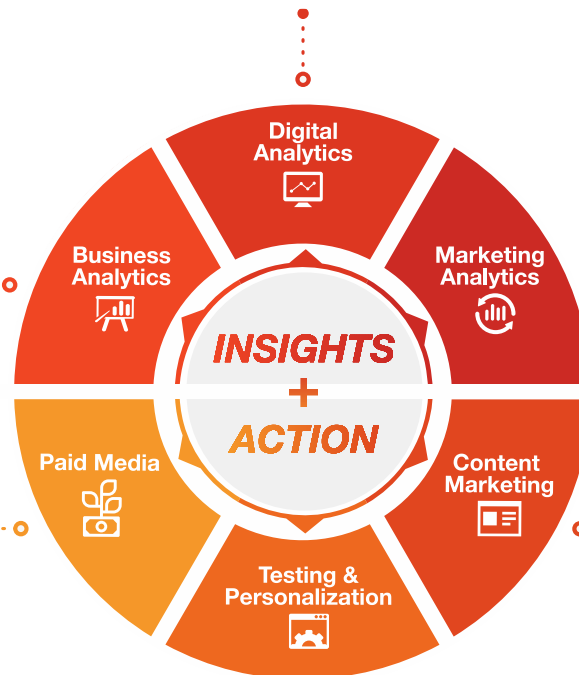 Digital
Analytics
Business
Analytics
Marketing
Analytics
INSIGHTS
+
ACTION
Paid Media
Content
Marketing
Testing &
Personalization